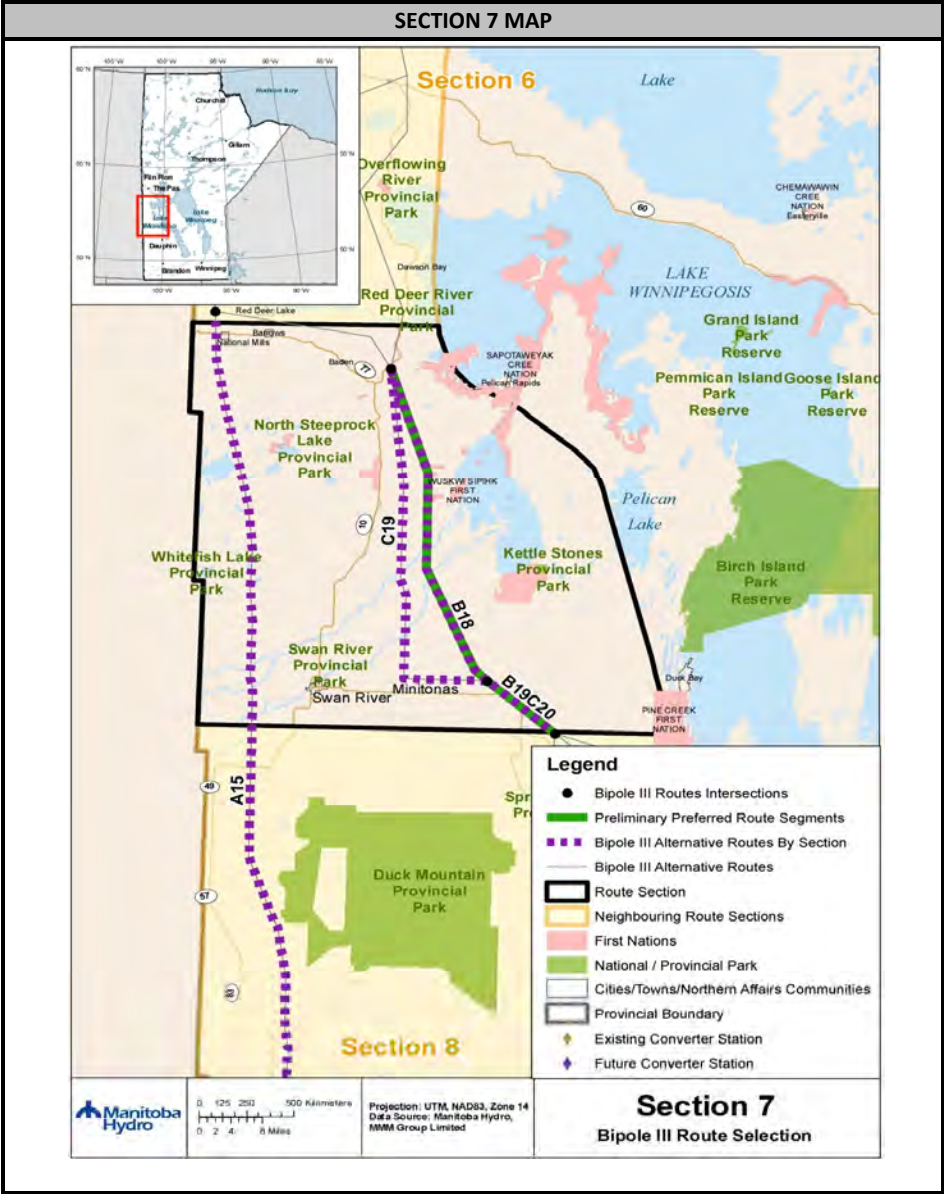 SECTION 7 MAP
Section 6
Lake
Hudson Bay
Churchill
Gillam
Thompson
Flin Flon
The Pas
Lake
Winnipeg
Dauphin
Brandon
Winnipeg
Overflowing
River
Provincial
Park
CHEMAWAWIN
CREE
NATION
Easterville
60
Dawson Bay
LAKE
WINNIPEGOSIS
Red Deer River
Provincial
Park
Red Deer Lake
Grand Island
Park
Reserve
Barrows
National Mills
Baden
77
SAPOTAWEYAK
CREE
NATION
Pelican Rapids
Pemmican Island
Park
Reserve
Goose Island
Park
Reserve
North Steeprock
Lake
Provincial
Park
WUSKWI SIPIHK
FIRST
NATION
Pelican
Lake
10
C19
Whitefish Lake
Provincial
Park
Kettle Stones
Provincial
Park
Birch Island
Park
Reserve
B18
Swan River
Provincial
Park
Swan River
Minitonas
B19C20
Duck Bay
PINE CREEK
FIRST
NATION
49
A15
Spr
Pr
57
83
Duck Mountain
Provincial
Park
Section 8
Legend
Bipole III Routes Intersections
Preliminary Preferred Route Segments
Bipole III Alternative Routes By Section
Bipole III Alternative Routes
Route Section
Neighbouring Route Sections
First Nations
National / Provincial Park
Cities/Towns/Northern Affairs Communities
Provincial Boundary
Existing Converter Station
Future Converter Station
Manitoba
Hydro
0 125 250 500 Kilometers
0 2 4 8 Miles
Projection: UTM, NAD83, Zone 14
Data Source: Manitoba Hydro,
MMM Group Limited
Section 7
Bipole III Route Selection